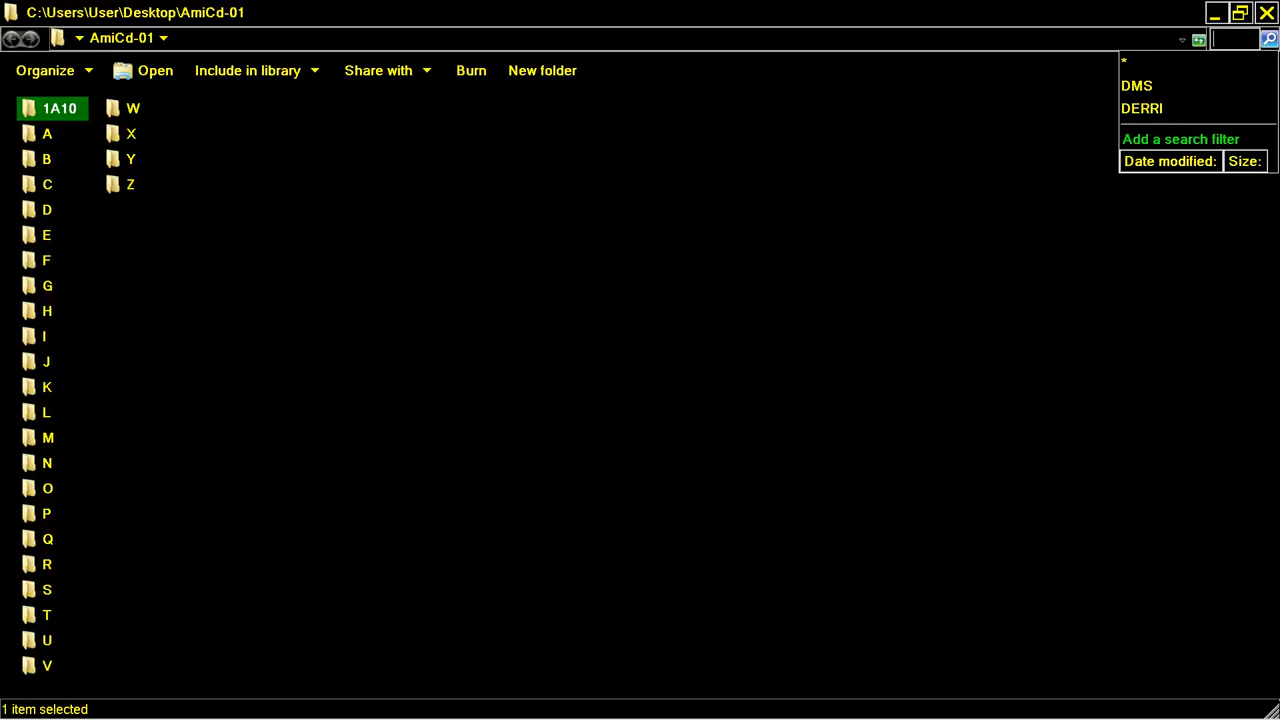 C:\Users\User\Desktop\AmiCd-01
AmiCd-01
Organize Open Include in library Share with Burn New folder
*
DMS
DERRI
Add a search filter
Date modified: Size:
1A10
A
B
C
D
E
F
G
H
I
J
K
L
M
N
O
P
Q
R
S
T
U
V
W
X
Y
Z
1 item selected